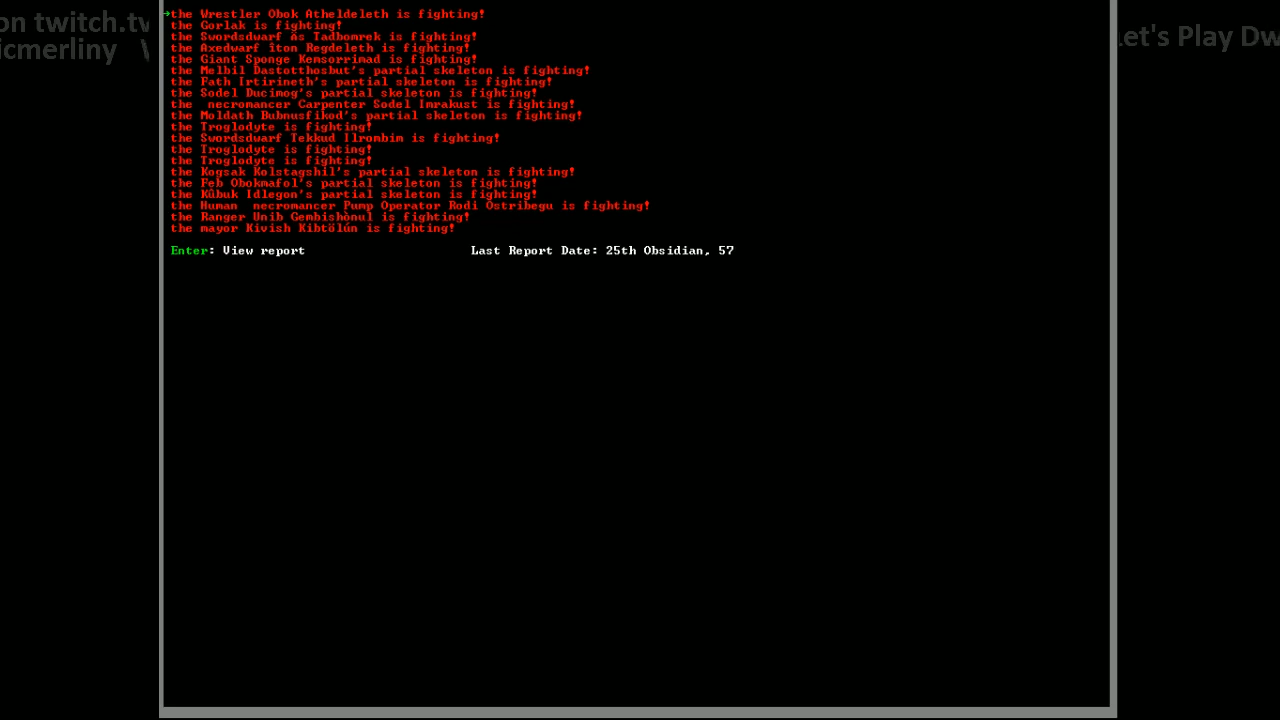 on twitch.tv
icmerliny
Let's Play Dw
→the Wrestler Obok Atheldeleth is fighting!
the Gorlak is fighting!
the Swordsdwarf âs Tadhomrek is fighting!
the Axedwarf îton Regdeleth is fighting!
the Giant Sponge Kemsorrimad is fighting!
the Melbil Dastotthoshut's partial skeleton is fighting!
the Fath Irtirineth's partial skeleton is fighting!
the Sodel Ducimog's partial skeleton is fighting!
the  necromancer Carpenter Sodel Imrakust is fighting!
the Moldath Bubnusfikod's partial skeleton is fighting!
the Troglodyte is fighting!
the Swordsdwarf Tekkud Ilrombim is fighting!
the Troglodyte is fighting!
the Troglodyte is fighting!
the Kogsak Kolstagshil's partial skeleton is fighting!
the Feb Obokmafol's partial skeleton is fighting!
the Kûbuk Idlegon's partial skeleton is fighting!
the Human  necromancer Pump Operator Rodi Ostribegu is fighting!
the Ranger Unib Gembishònul is fighting!
the mayor Kivish Kibtölún is fighting!
Enter: View report Last Report Date: 25th Obsidian, 57